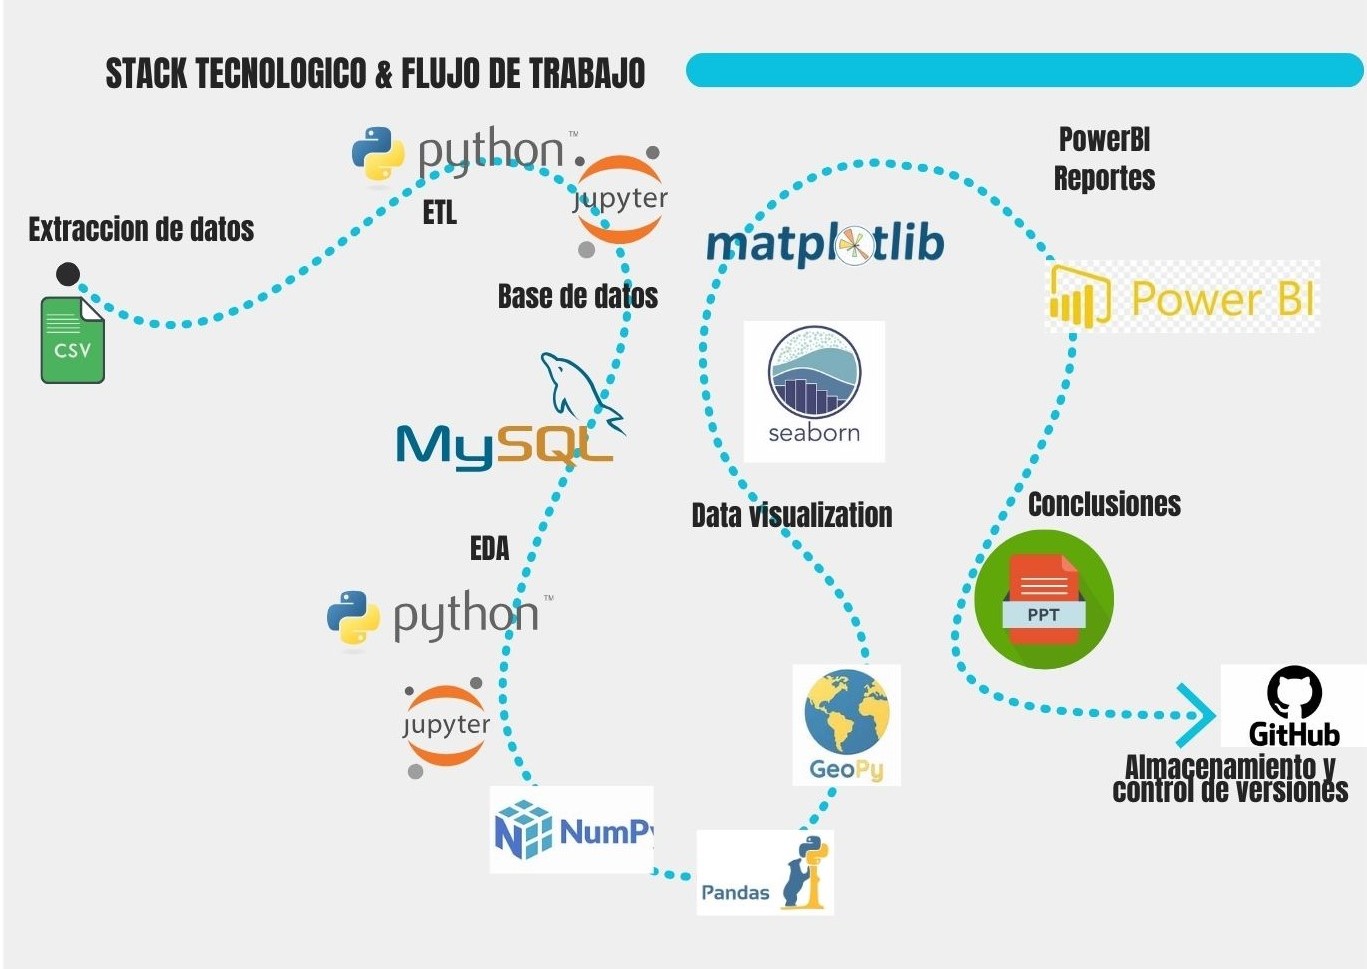 STACK TECNOLOGICO & FLUJO DE TRABAJO
PowerBI
Reportes
python™
jupyter
ETL
Extraccion de datos
matplotlib
CSV
Base de datos
Power BI
seaborn
MySQL
Conclusiones
Data visualization
EDA
python™
PPT
jupyter
GitHub
GeoPy
Almacenamiento y
control de versiones
NumPy
Pandas